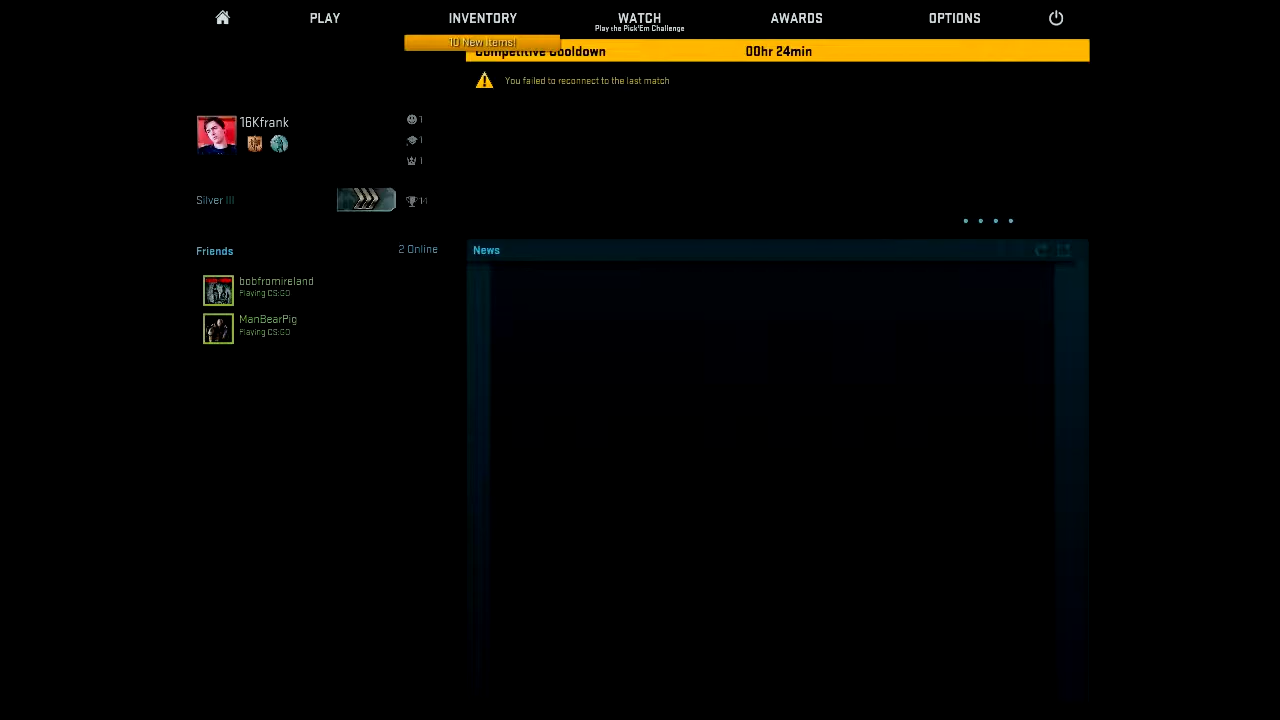 PLAY
INVENTORY
WATCH
AWARDS
OPTIONS
Play the Pick'Em Challenge
10 New Items!
Competitive Cooldown
00hr 24min
You failed to reconnect to the last match
16Kfrank
1
1
1
Silver III
14
Friends
2 Online
News
bobfromireland
Playing CS:GO
ManBearPig
Playing CS:GO